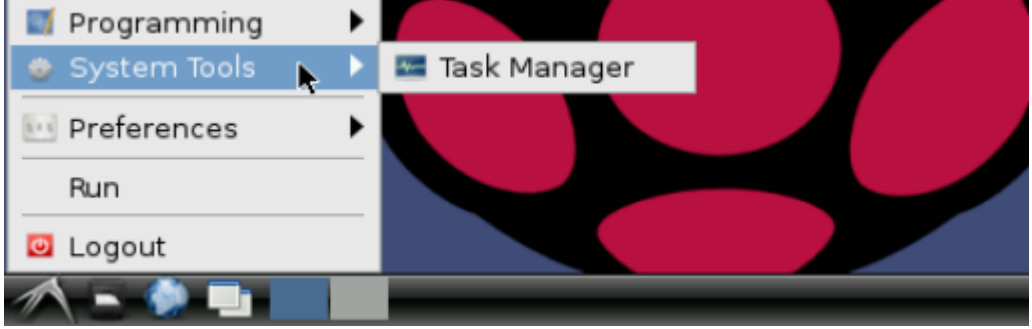 Programming
System Tools
Task Manager
Preferences
Run
Logout